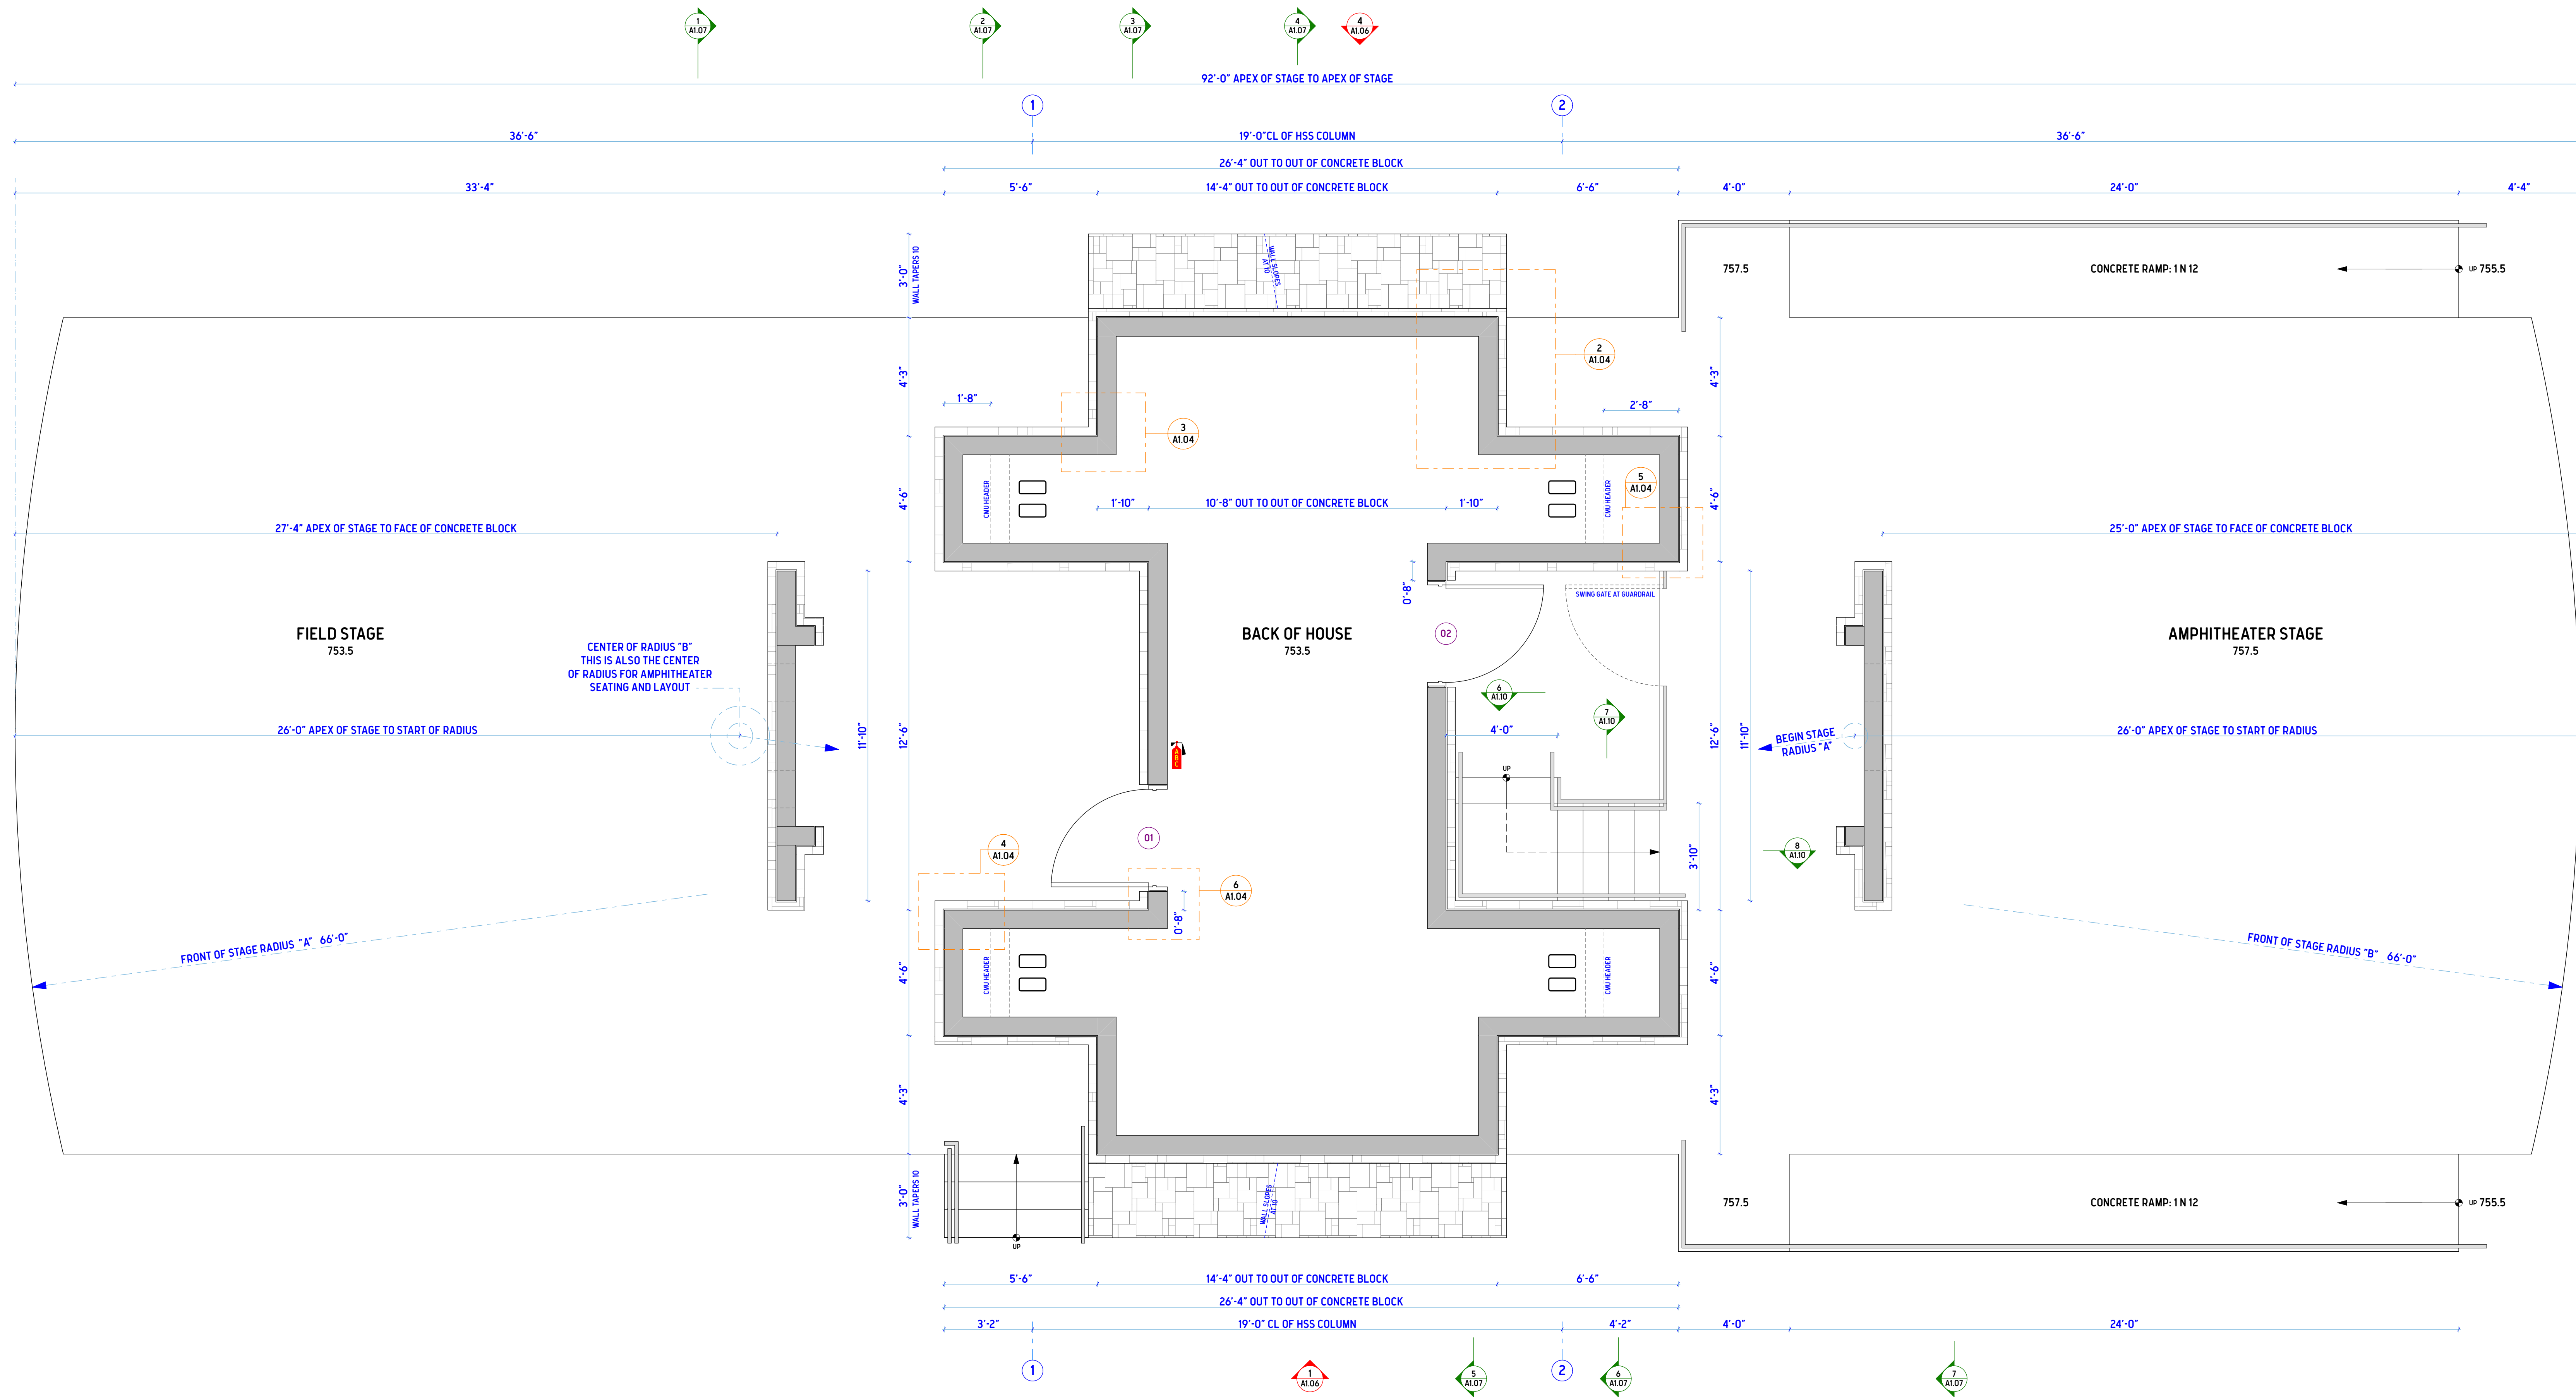 1
A1.07
2
A1.07
3
A1.07
4
A1.07
4
A1.06
92'-0" APEX OF STAGE TO APEX OF STAGE
1
2
36'-6"
19'-0"CL OF HSS COLUMN
36'-6"
26'-4" OUT TO OUT OF CONCRETE BLOCK
33'-4"
5'-6"
14'-4" OUT TO OUT OF CONCRETE BLOCK
6'-6"
4'-0"
24'-0"
4'-4"
3'-0"
WALL TAPERS 10
WALL SLOPES
AT 10
757.5
CONCRETE RAMP: 1 N 12
UP 755.5
4'-3"
2
A1.04
4'-3"
1'-8"
3
A1.04
2'-8"
4'-6"
CMU HEADER
1'-10"
10'-8" OUT TO OUT OF CONCRETE BLOCK
1'-10"
CMU HEADER
5
A1.04
4'-6"
27'-4" APEX OF STAGE TO FACE OF CONCRETE BLOCK
25'-0" APEX OF STAGE TO FACE OF CONCRETE BLOCK
0'-8"
SWING GATE AT GUARDRAIL
FIELD STAGE
753.5
BACK OF HOUSE
753.5
02
AMPHITHEATER STAGE
757.5
CENTER OF RADIUS "B"
THIS IS ALSO THE CENTER
OF RADIUS FOR AMPHITHEATER
SEATING AND LAYOUT
6
A1.10
7
A1.10
26'-0" APEX OF STAGE TO START OF RADIUS
11'-10"
12'-6"
4'-0"
12'-6"
11'-10"
BEGIN STAGE
RADIUS "A"
26'-0" APEX OF STAGE TO START OF RADIUS
UP
01
4
A1.04
6
A1.04
3'-10"
8
A1.10
0'-8"
FRONT OF STAGE RADIUS "A" 66'-0"
FRONT OF STAGE RADIUS "B" 66'-0"
4'-6"
CMU HEADER
CMU HEADER
4'-6"
4'-3"
4'-3"
3'-0"
WALL TAPERS 10
UP
WALL SLOPES
AT 10
757.5
CONCRETE RAMP: 1 N 12
UP 755.5
5'-6"
14'-4" OUT TO OUT OF CONCRETE BLOCK
6'-6"
26'-4" OUT TO OUT OF CONCRETE BLOCK
3'-2"
19'-0" CL OF HSS COLUMN
4'-2"
4'-0"
24'-0"
1
1
A1.06
5
A1.07
2
6
A1.07
7
A1.07